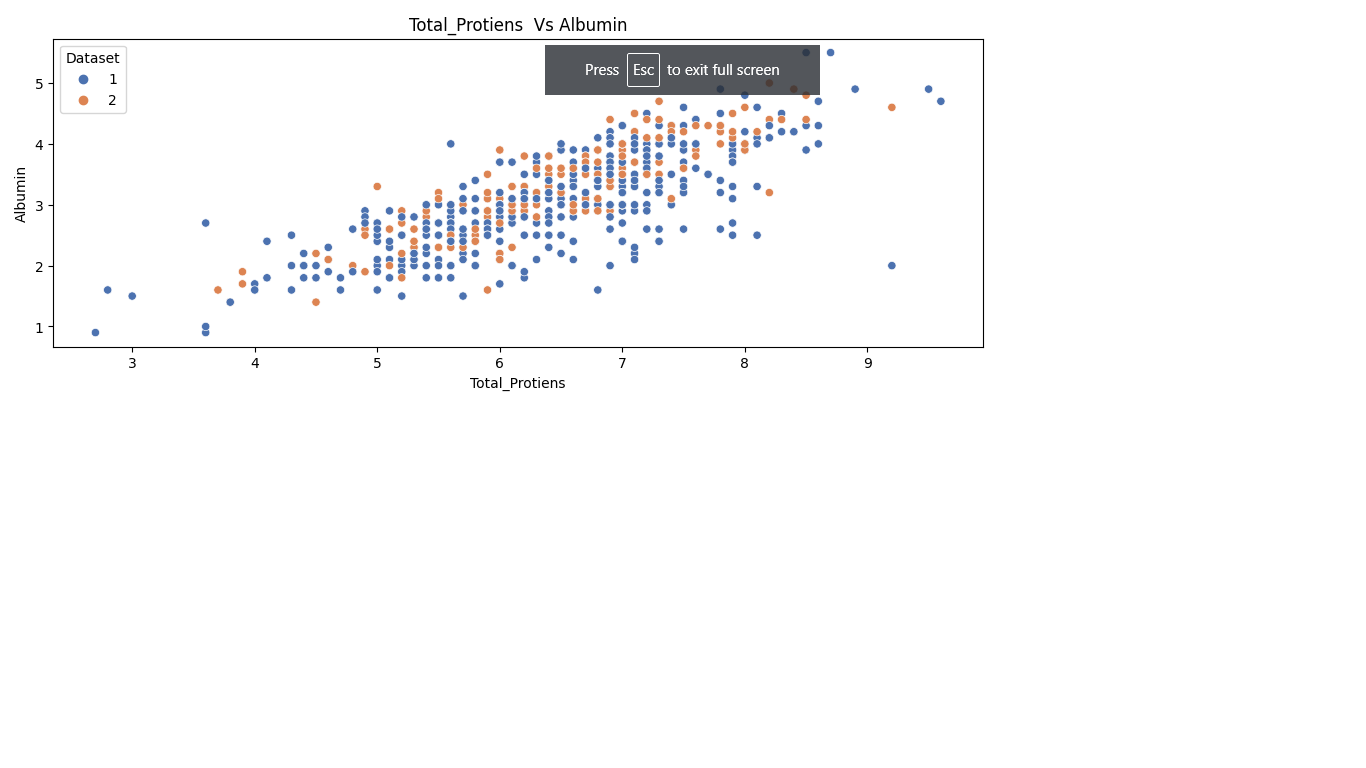 Total_Protiens  Vs Albumin
Dataset
1
2
Press Esc to exit full screen
Albumin
5
4
3
2
1
3 4 5 6 7 8 9
Total_Protiens